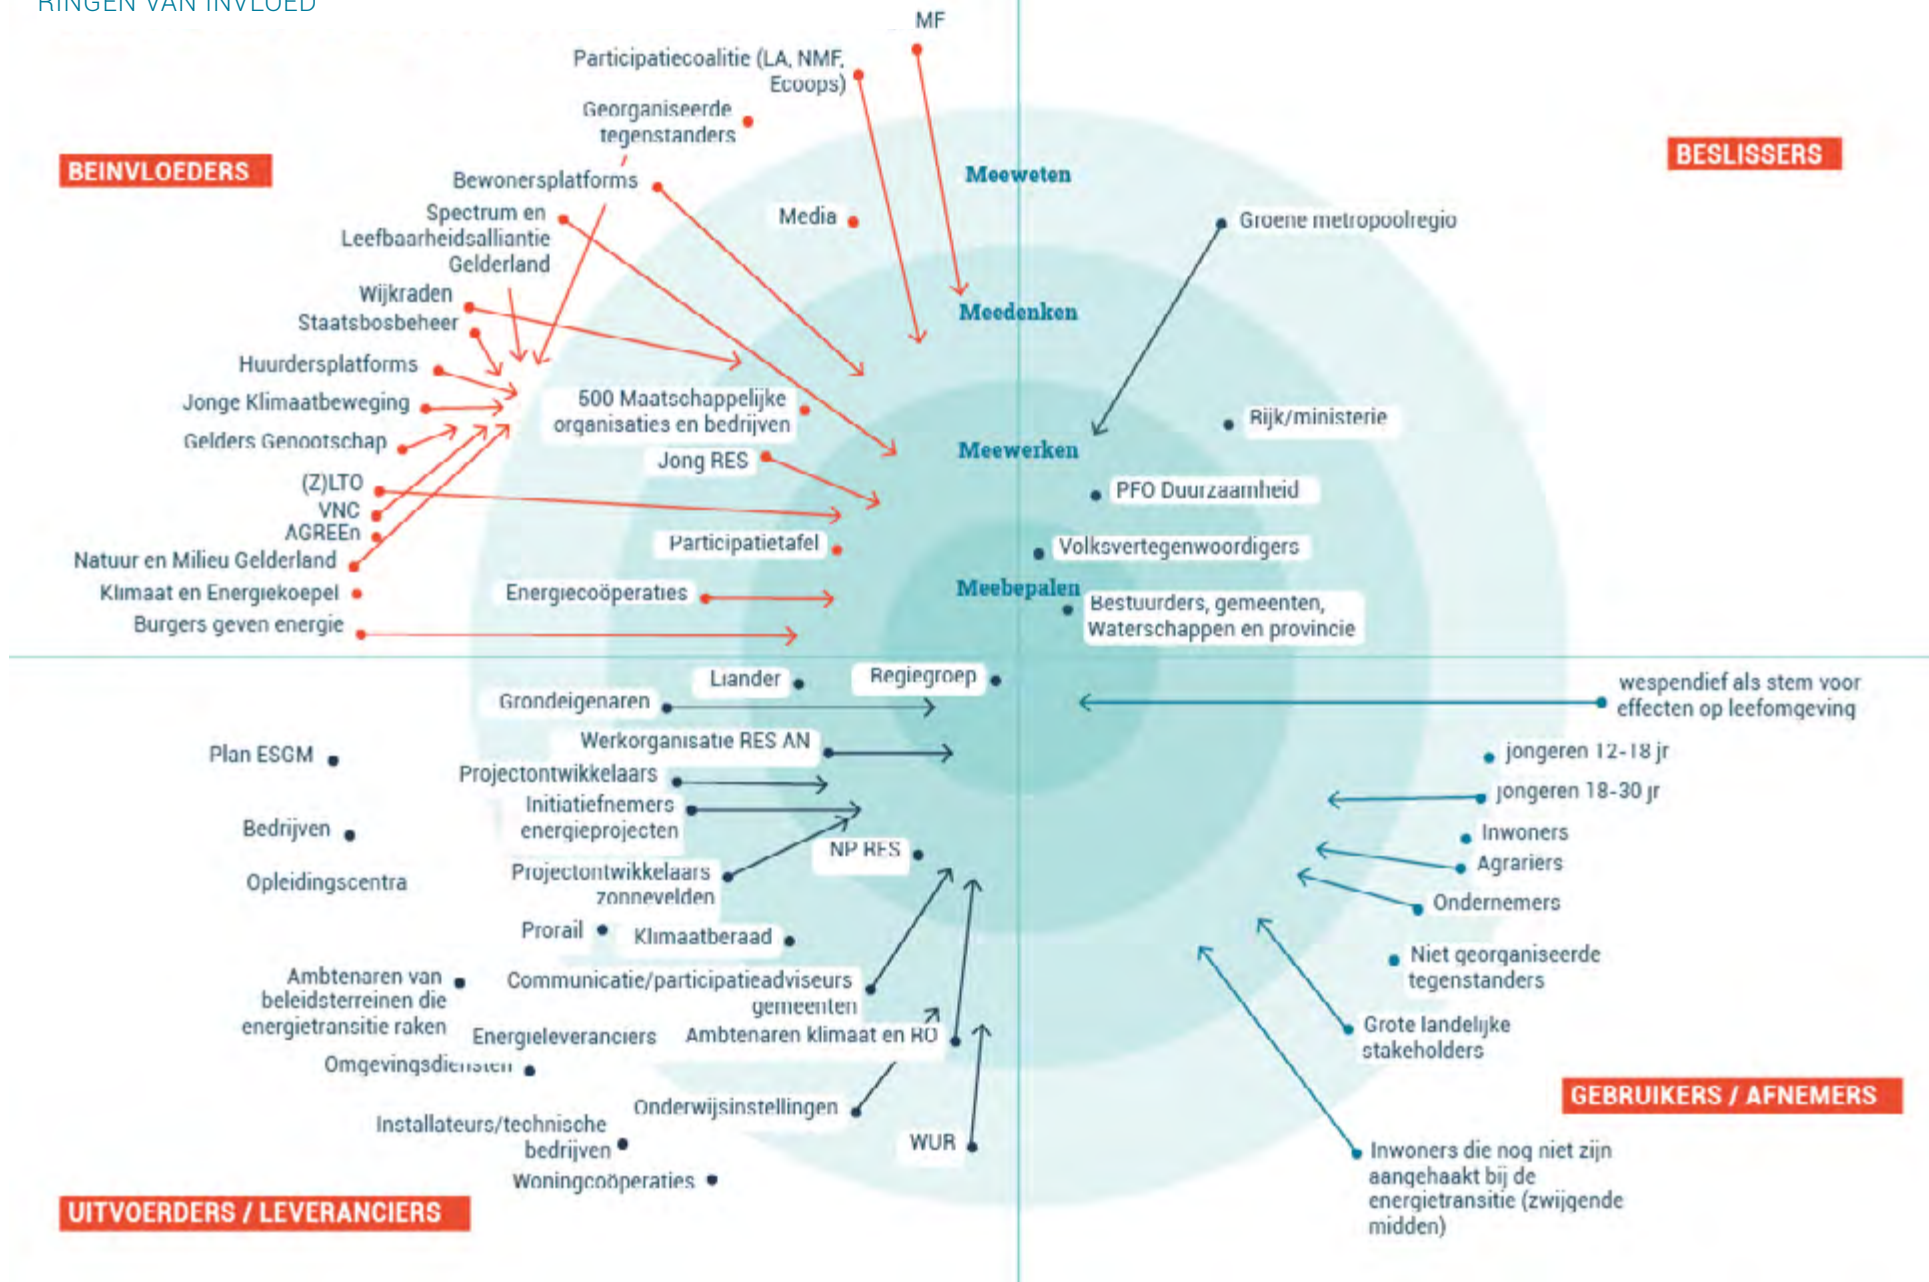 RINGEN VAN INVLOED
BEINVLOEDERS
MF
Participatiecoalitie (LA, NMF,
Ecoops)
Georganiseerde
tegenstanders
Bewonersplatforms
Spectrum en
Leefbaarheidsalliantie
Gelderland
Media
Wijkraden
Staatsbosbeheer
Huurdersplatforms
Jonge Klimaatbeweging
Gelders Genootschap
500 Maatschappelijke
organisaties en bedrijven
Jong RES
(Z)LTO
VNC
AGREEn
Natuur en Milieu Gelderland
Klimaat en Energiekoepel
Burgers geven energie
Participatietafel
Energiecoöperaties
Meeweten
Meedenken
Meewerken
Meebepalen
BESLISSERS
Groene metropoolregio
Rijk/ministerie
PFO Duurzaamheid
Volksvertegenwoordigers
Bestuurders, gemeenten,
Waterschappen en provincie
Liander
Regiegroep
Grondeigenaren
Werkorganisatie RES AN
Plan ESGM
Projectontwikkelaars
Initiatiefnemers
energieprojecten
Bedrijven
NP RES
Opleidingscentra
Projectontwikkelaars
zonnevelden
Prorail
Klimaatberaad
Ambtenaren van
beleidsterreinen die
energietransitie raken
Communicatie/participatieadviseurs
gemeenten
Energieleveranciers
Ambtenaren klimaat en RO
Omgevingsdiensten
Onderwijsinstellingen
Installateurs/technische
bedrijven
WUR
Woningcoöperaties
UITVOERDERS / LEVERANCIERS
wespendief als stem voor
effecten op leefomgeving
jongeren 12-18 jr
jongeren 18-30 jr
Inwoners
Agrariers
Ondernemers
Niet georganiseerde
tegenstanders
Grote landelijke
stakeholders
GEBRUIKERS / AFNEMERS
Inwoners die nog niet zijn
aangehaakt bij de
energietransitie (zwijgende
midden)